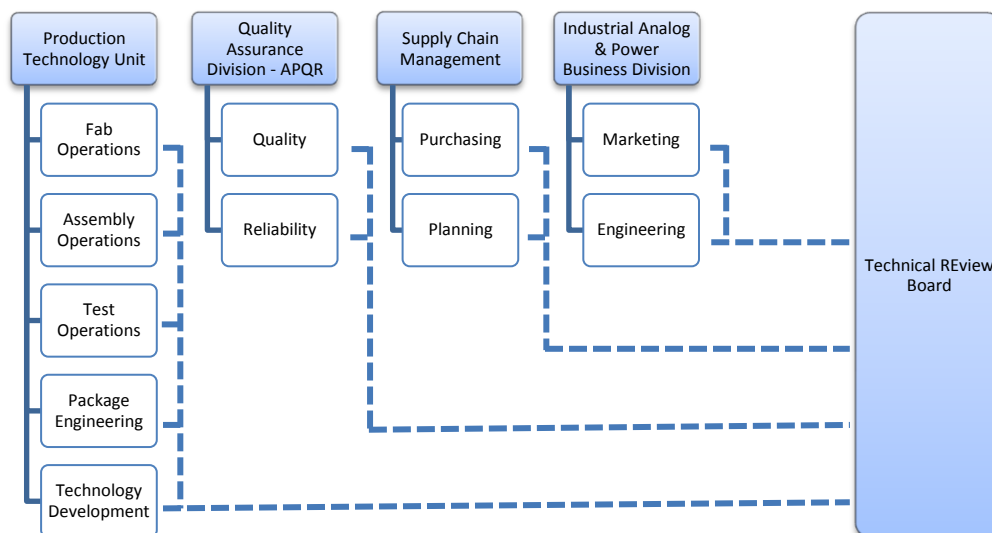 Production
Technology Unit
Fab
Operations
Assembly
Operations
Test
Operations
Package
Engineering
Technology
Development
Quality
Assurance
Division - APQR
Quality
Reliability
Supply Chain
Management
Purchasing
Planning
Industrial Analog
& Power
Business Division
Marketing
Engineering
Technical REview
Board